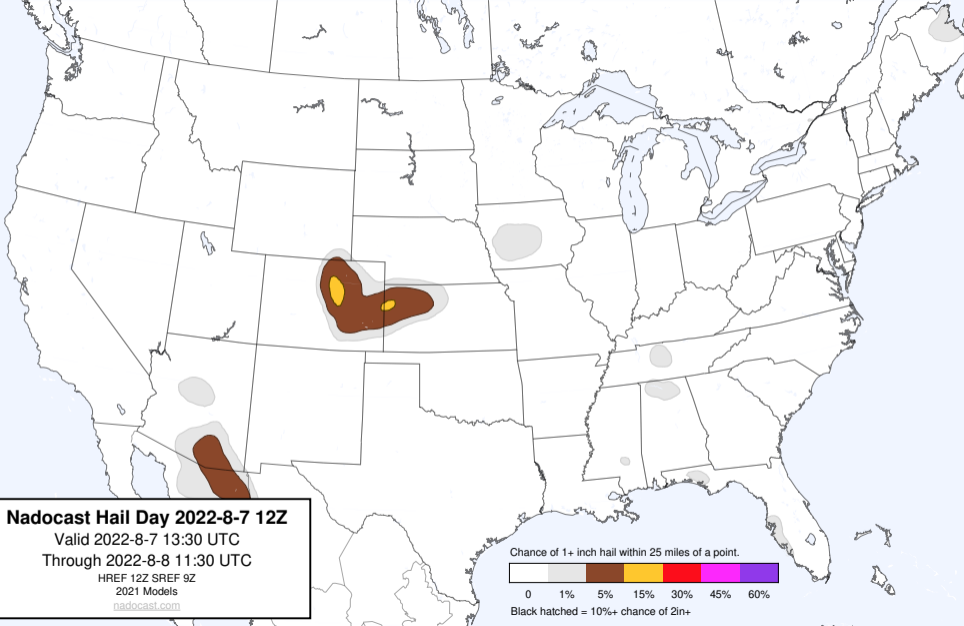 Nadocast Hail Day 2022-8-7 12Z
Valid 2022-8-7 13:30 UTC
Through 2022-8-8 11:30 UTC
HREF 12Z SREF 9Z
2021 Models
nadocast.com
Chance of 1+ inch hail within 25 miles of a point.
0 1% 5% 15% 30% 45% 60%
Black hatched = 10%+ chance of 2in+